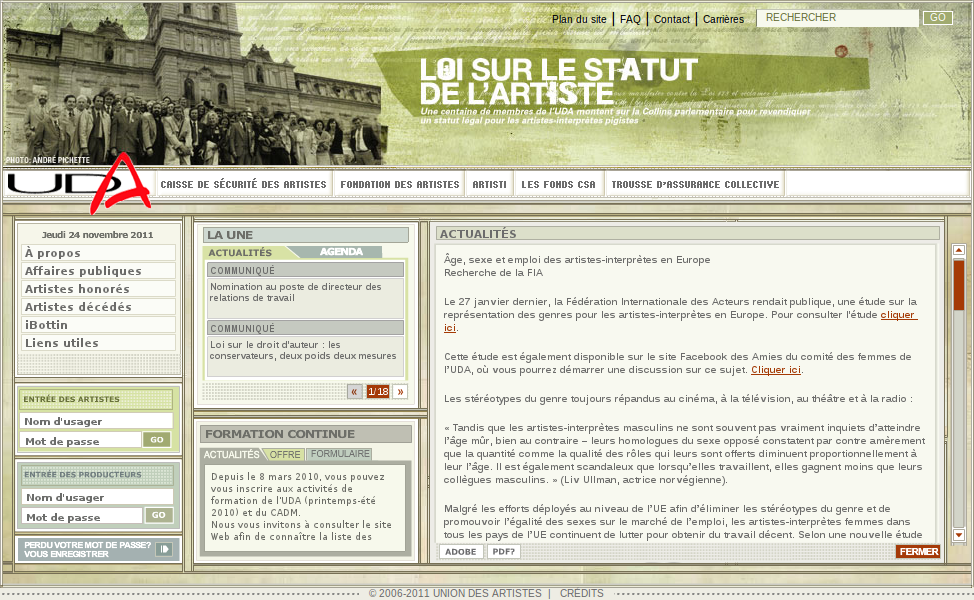 Plan du site | FAQ | Contact | Carrières
RECHERCHER
GO
LOI SUR LE STATUT
DE L'ARTISTE
Une centaine de membres de l'UDA montent sur la Colline parlementaire pour revendiquer
un statut légal pour les artistes-interprètes pigistes
PHOTO: ANDRÉ PICHETTE
UDA
CAISSE DE SÉCURITÉ DES ARTISTES
FONDATION DES ARTISTES
ARTISTI
LES FONDS CSA
TROUSSE D'ASSURANCE COLLECTIVE
Jeudi 24 novembre 2011
À propos
Affaires publiques
Artistes honorés
Artistes décédés
iBottin
Liens utiles
ENTRÉE DES ARTISTES
Nom d'usager
Mot de passe
GO
ENTRÉE DES PRODUCTEURS
Nom d'usager
Mot de passe
GO
PERDU VOTRE MOT DE PASSE?
VOUS ENREGISTRER
LA UNE
ACTUALITÉS
AGENDA
COMMUNIQUÉ
Nomination au poste de directeur des
relations de travail
COMMUNIQUÉ
Loi sur le droit d'auteur : les
conservateurs, deux poids deux mesures
« 1/18 »
FORMATION CONTINUE
ACTUALITÉS
OFFRE
FORMULAIRE
Depuis le 8 mars 2010, vous pouvez
vous inscrire aux activités de
formation de l'UDA (printemps-été
2010) et du CADM.
Nous vous invitons à consulter le site
Web afin de connaître la liste des
ACTUALITÉS
Âge, sexe et emploi des artistes-interprètes en Europe
Recherche de la FIA
Le 27 janvier dernier, la Fédération Internationale des Acteurs rendait publique, une étude sur la
représentation des genres pour les artistes-interprètes en Europe. Pour consulter l'étude cliquer
ici.
Cette étude est également disponible sur le site Facebook des Amies du comité des femmes de
l'UDA, où vous pourrez démarrer une discussion sur ce sujet. Cliquer ici.
Les stéréotypes du genre toujours répandus au cinéma, à la télévision, au théâtre et à la radio :
« Tandis que les artistes-interprètes masculins ne sont souvent pas vraiment inquiets d'atteindre
l'âge mûr, bien au contraire – leurs homologues du sexe opposé constatent par contre amèrement
que la quantité comme la qualité des rôles qui leurs sont offerts diminuent proportionnellement à
leur l'âge. Il est également scandaleux que lorsqu'elles travaillent, elles gagnent moins que leurs
collègues masculins. » (Liv Ullman, actrice norvégienne).
Malgré les efforts déployés au niveau de l'UE afin d'éliminer les stéréotypes du genre et de
promouvoir l'égalité des sexes sur le marché de l'emploi, les artistes-interprètes femmes dans
tous les pays de l'UE continuent de lutter pour obtenir du travail décent. Selon une nouvelle étude
ADOBE
PDF?
FERMER
© 2006-2011 UNION DES ARTISTES | CRÉDITS